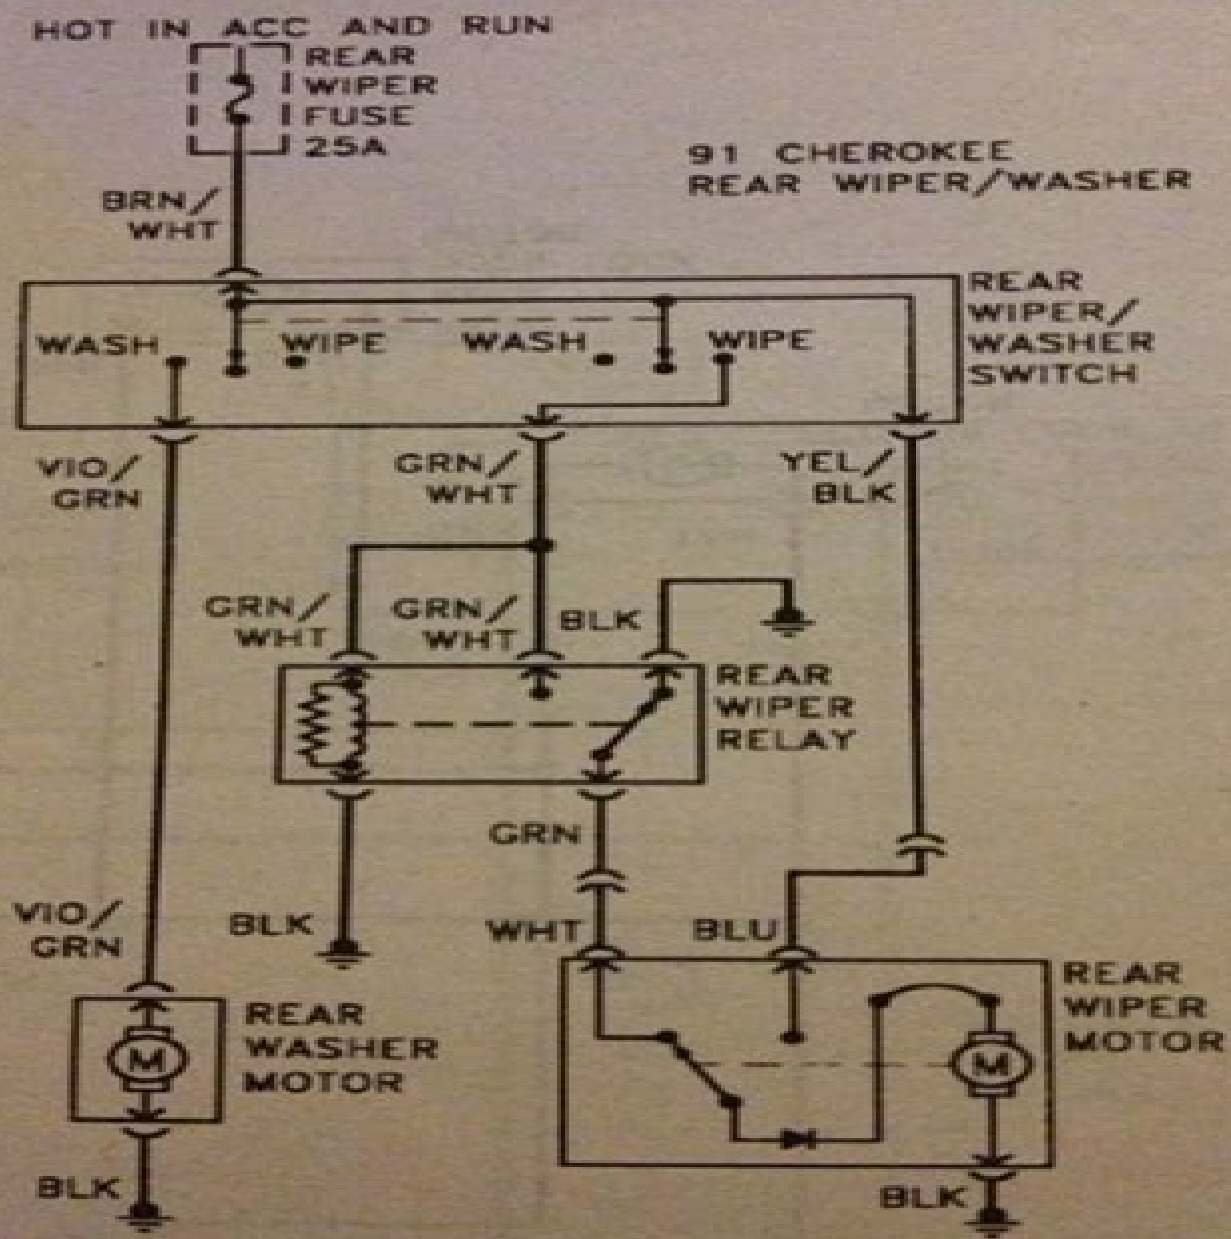 HOT IN ACC AND RUN
REAR
WIPER
FUSE
25A
91 CHEROKEE
REAR WIPER/WASHER
BRN/
WHT
REAR
WIPER/
WASHER
SWITCH
WASH
WIPE
WASH
WIPE
VIO/
GRN
GRN/
WHT
YEL/
BLK
GRN/
WHT
GRN/
WHT
BLK
REAR
WIPER
RELAY
GRN
VIO/
GRN
BLK
WHT
BLU
REAR
WASHER
MOTOR
M
REAR
WIPER
MOTOR
M
BLK
BLK